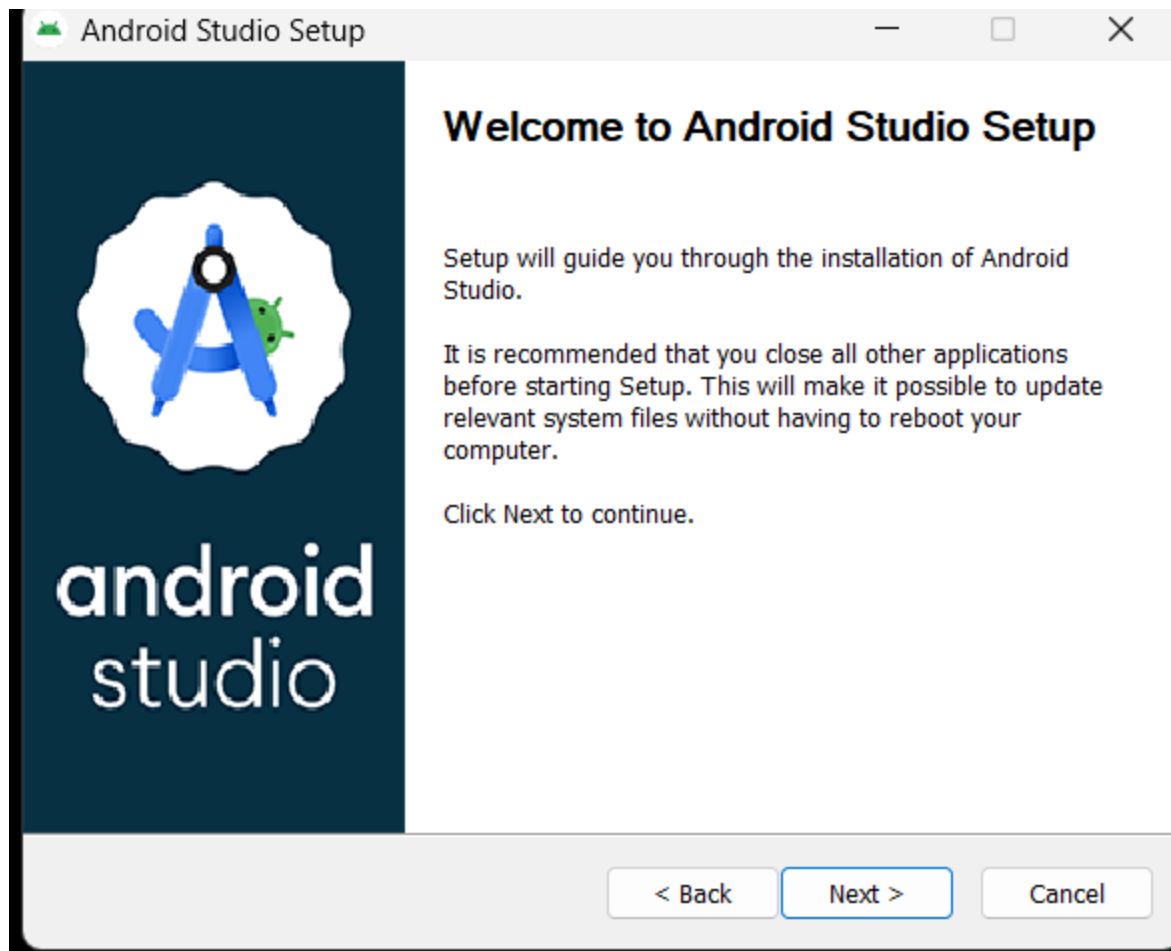 Android Studio Setup
Welcome to Android Studio Setup
Setup will guide you through the installation of Android
Studio.
It is recommended that you close all other applications
before starting Setup. This will make it possible to update
relevant system files without having to reboot your
computer.
Click Next to continue.
android
studio
< Back
Next >
Cancel